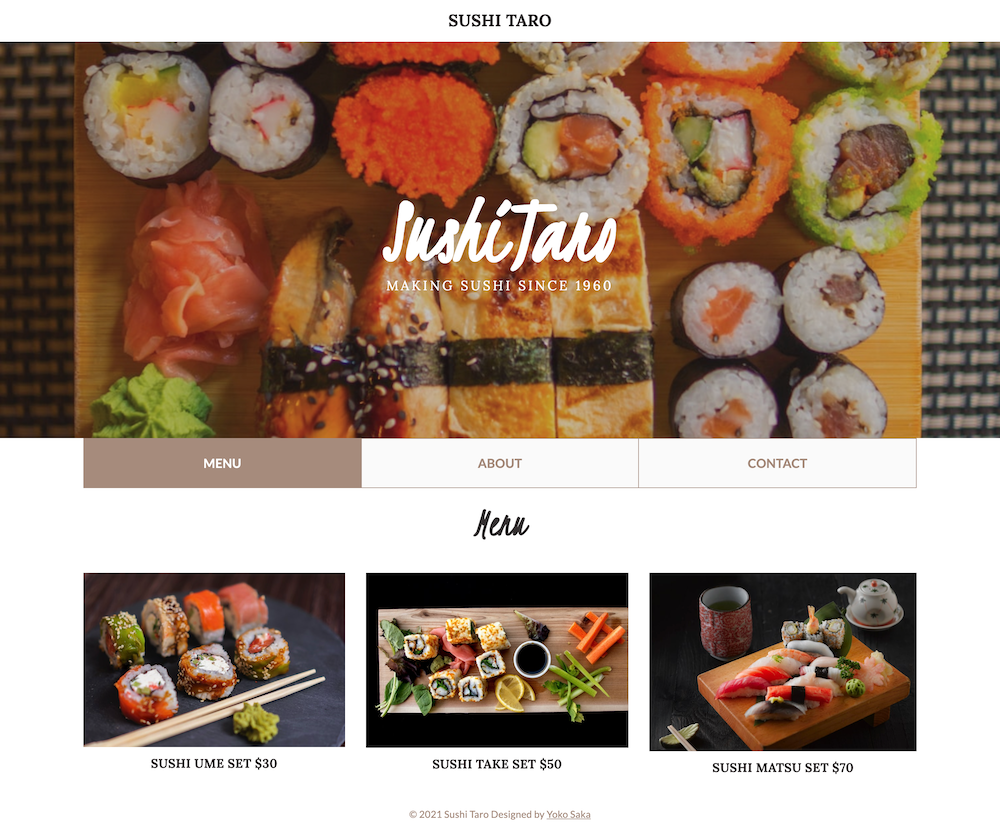 SUSHI TARO
SushiTaro
MAKING SUSHI SINCE 1960
MENU
ABOUT
CONTACT
Menu
SUSHI UME SET $30
SUSHI TAKE SET $50
SUSHI MATSU SET $70
© 2021 Sushi Taro Designed by Yoko Saka